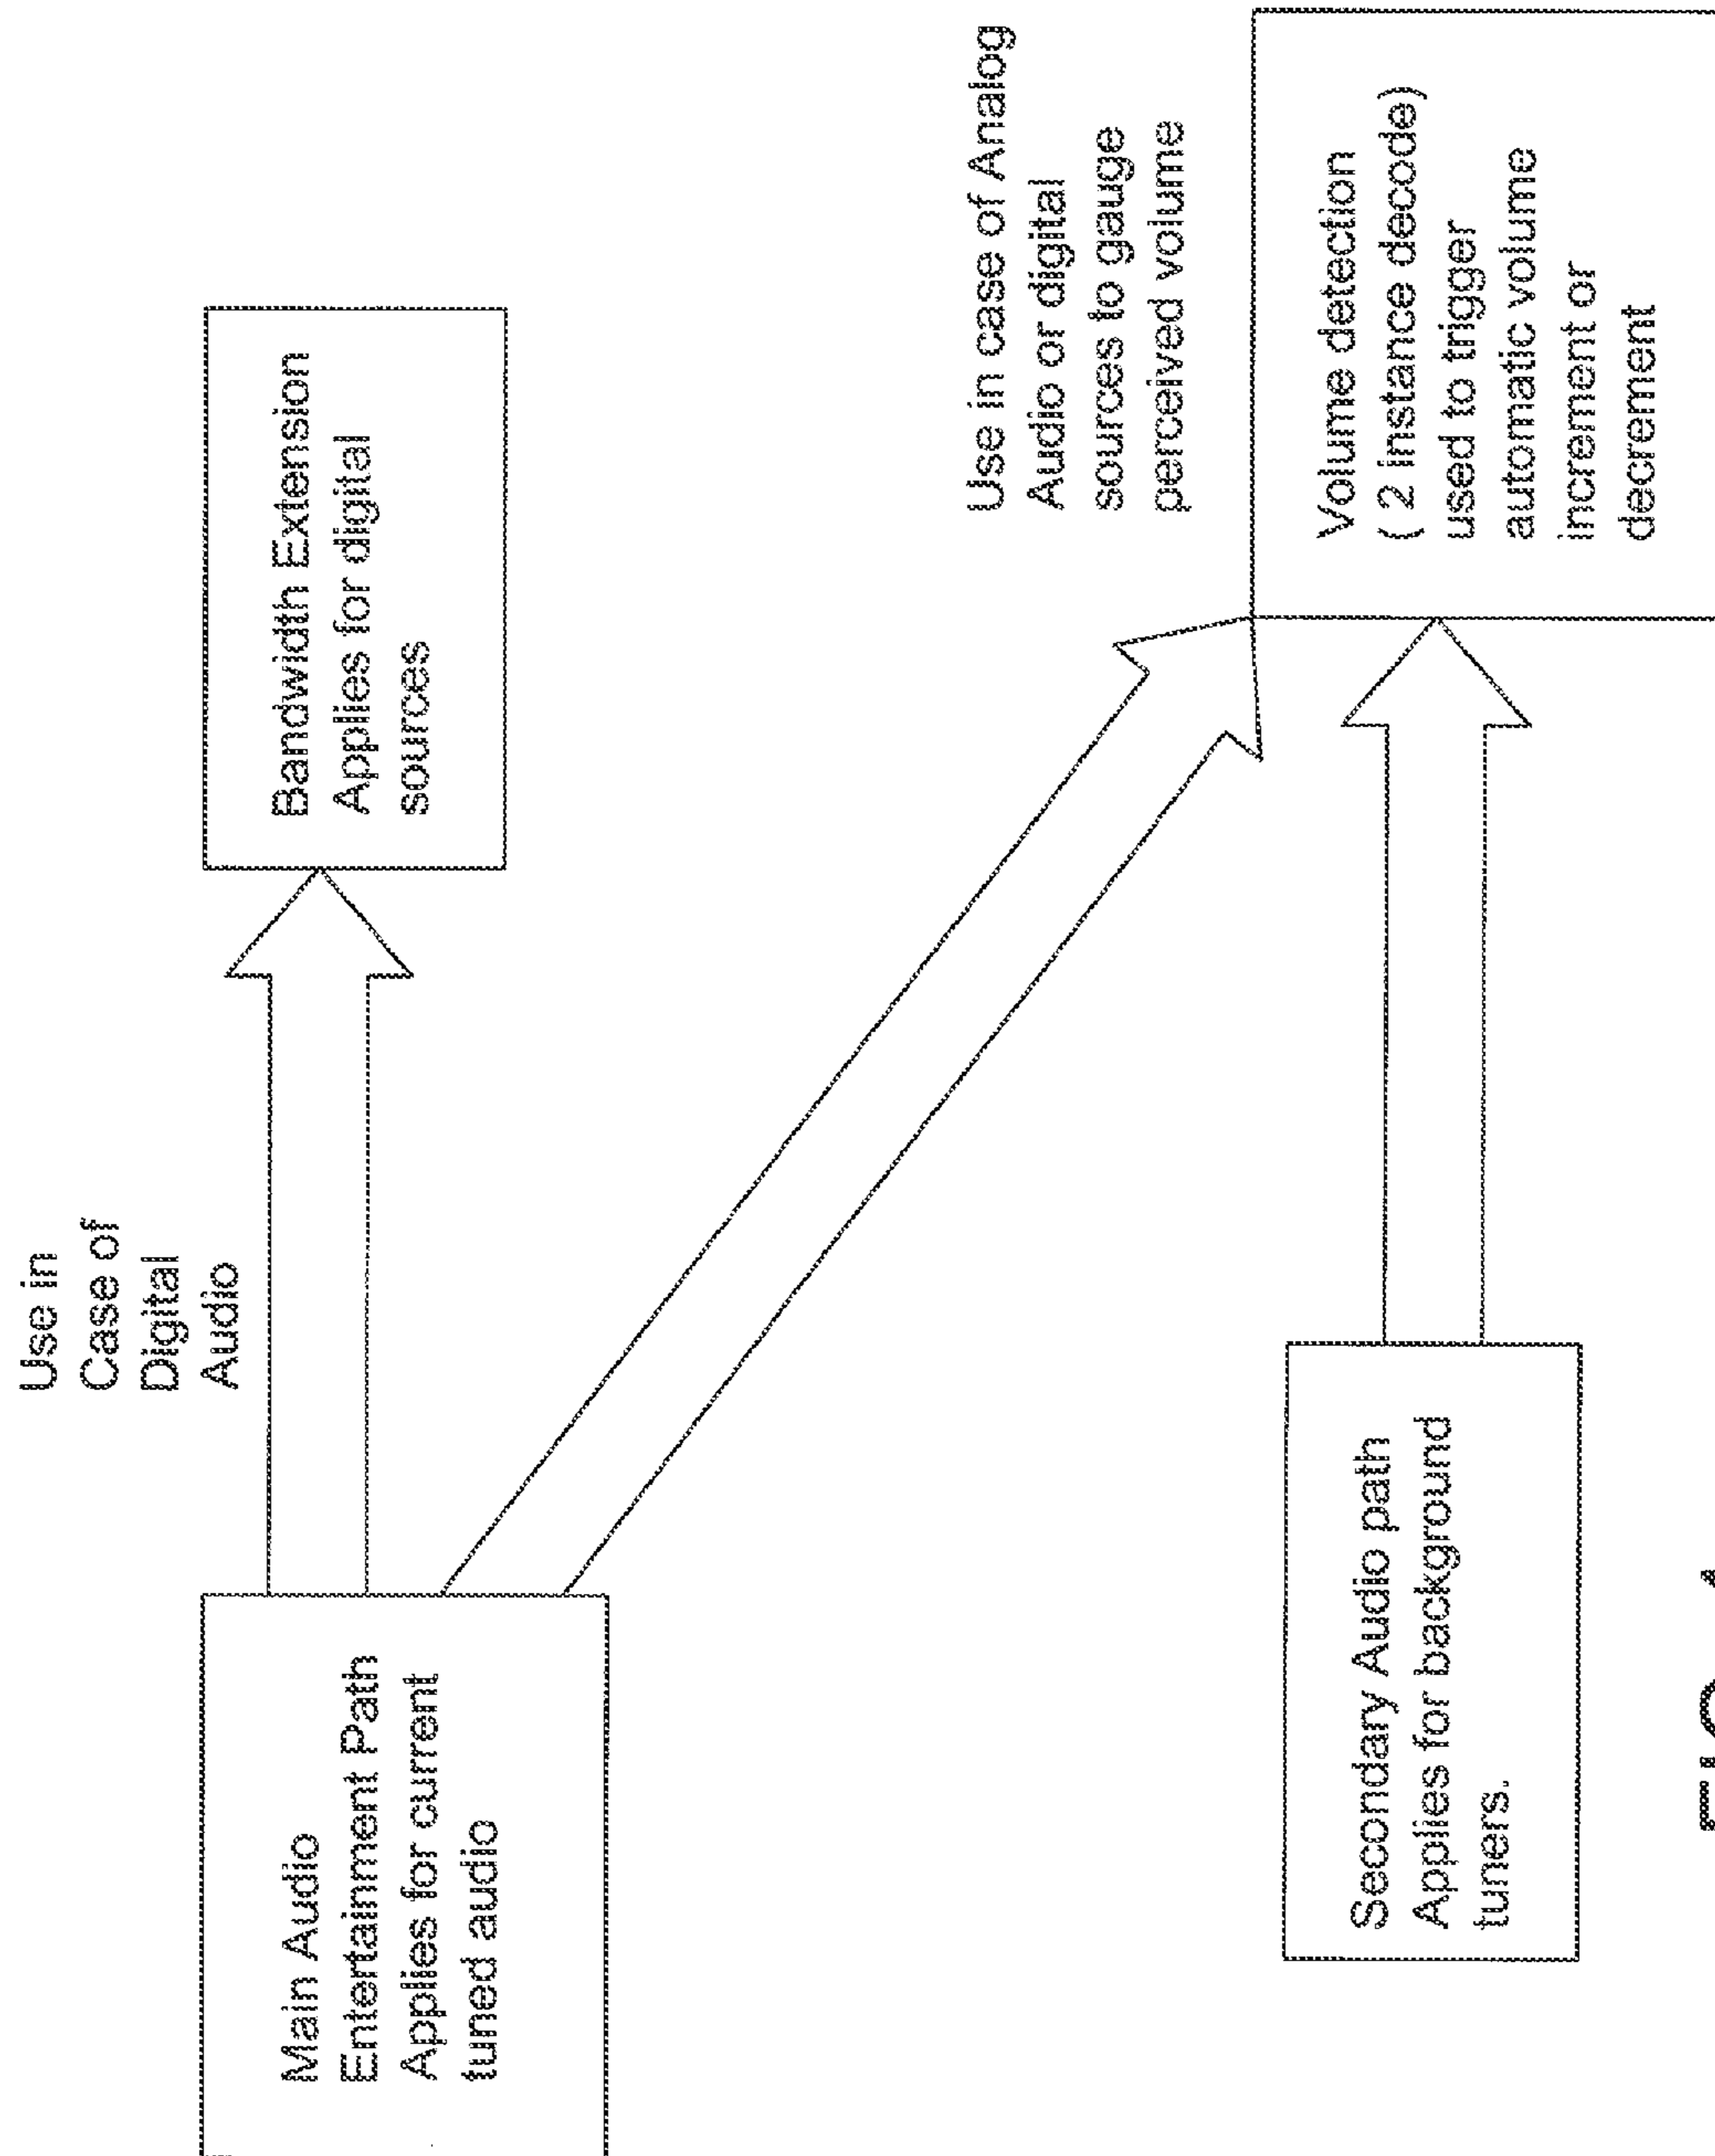 Use in
Case of
Digital
Audio
Main Audio
Entertainment Path
Applies for current
tuned audio
Bandwidth Extension
Applies for digital
sources
Use in case of Analog
Audio or digital
sources to gauge
perceived volume
Secondary Audio path
Applies for background
tuners.
Volume detection
( 2 instance decode)
used to trigger
automatic volume
increment or
decrement